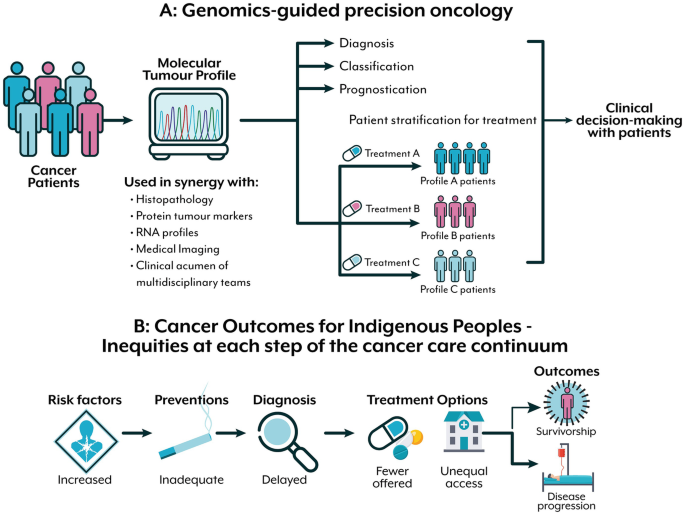 A: Genomics-guided precision oncology
Cancer
Patients
Molecular
Tumour Profile
Used in synergy with:
• Histopathology
• Protein tumour markers
• RNA profiles
• Medical Imaging
• Clinical acumen of
multidisciplinary teams
Diagnosis
Classification
Prognostication
Patient stratification for treatment
Treatment A
Profile A patients
Treatment B
Profile B patients
Treatment C
Profile C patients
Clinical
decision-making
with patients
B: Cancer Outcomes for Indigenous Peoples -
Inequities at each step of the cancer care continuum
Risk factors
Increased
Preventions
Inadequate
Diagnosis
Delayed
Treatment Options
Fewer
offered
Unequal
access
Outcomes
Survivorship
Disease
progression